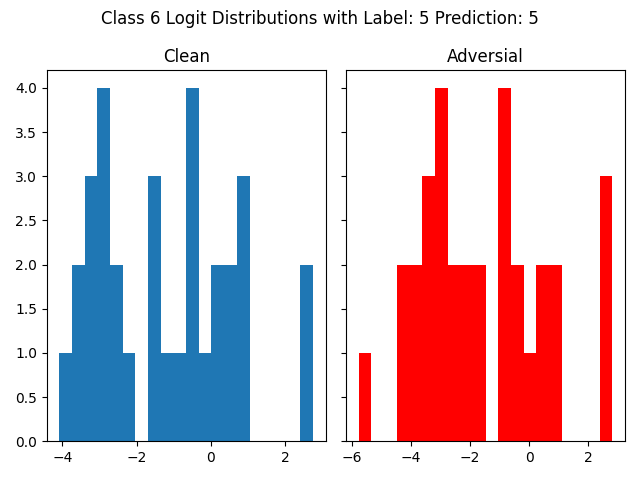 Class 6 Logit Distributions with Label: 5 Prediction: 5
Clean
Adversial
4.0
3.5
3.0
2.5
2.0
1.5
1.0
0.5
0.0
−4 −2 0 2
−6 −4 −2 0 2